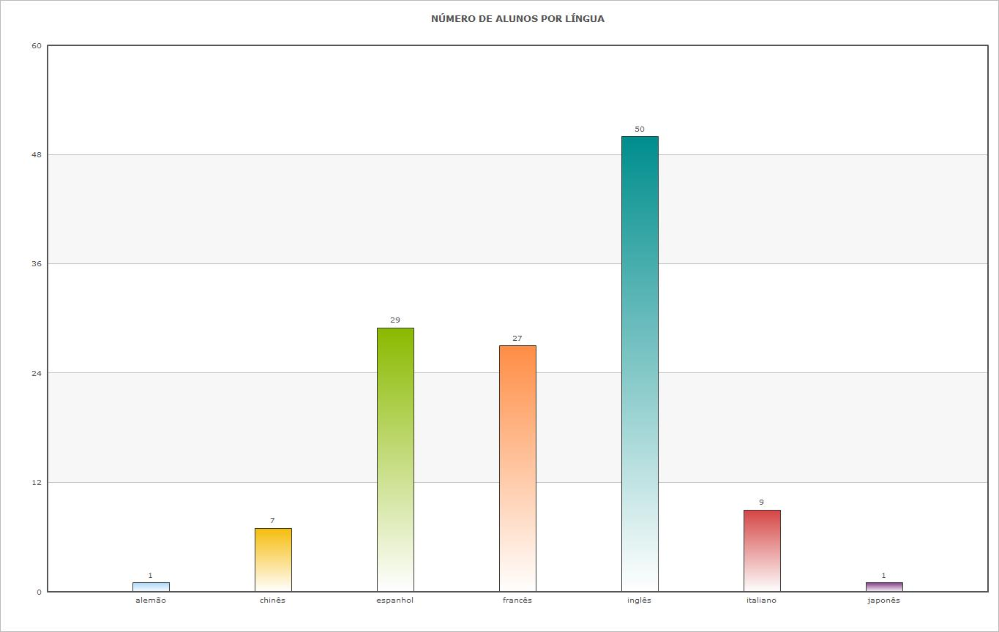 NÚMERO DE ALUNOS POR LÍNGUA
60
48
36
24
12
0
1
7
29
27
50
9
1
alemão
chinês
espanhol
francês
inglês
italiano
japonês